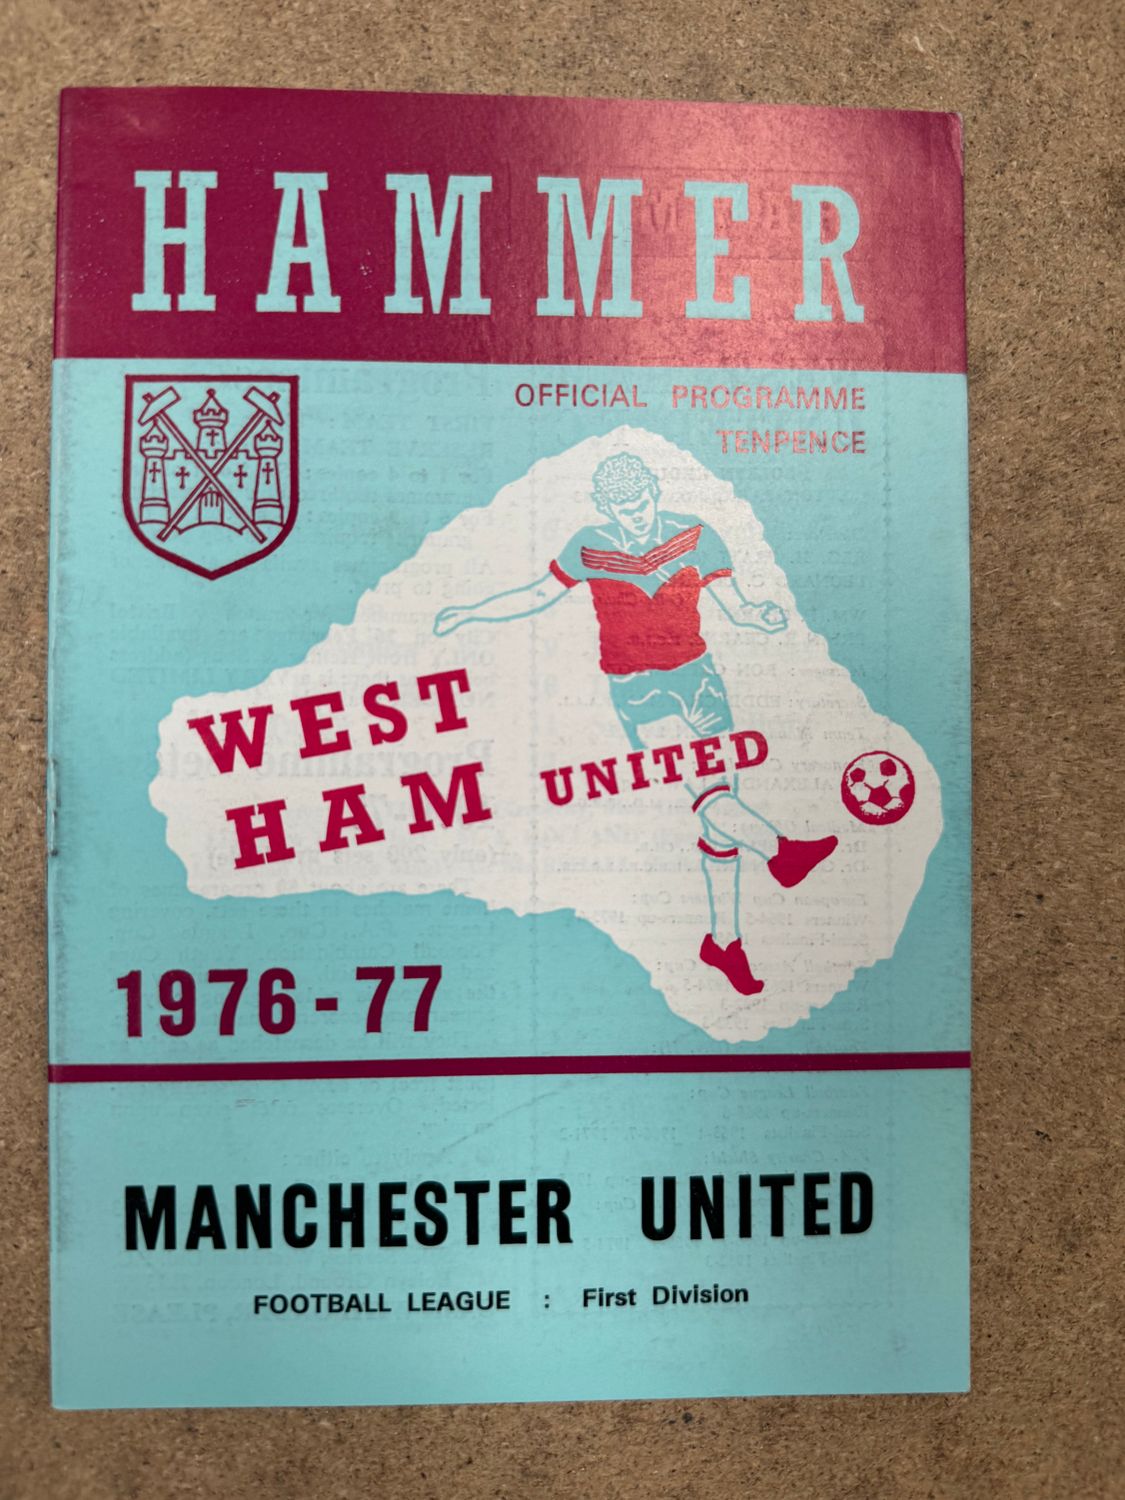 HAMMER
OFFICIAL PROGRAMME
TENPENCE
WEST
HAM UNITED
1976-77
MANCHESTER UNITED
FOOTBALL LEAGUE : First Division